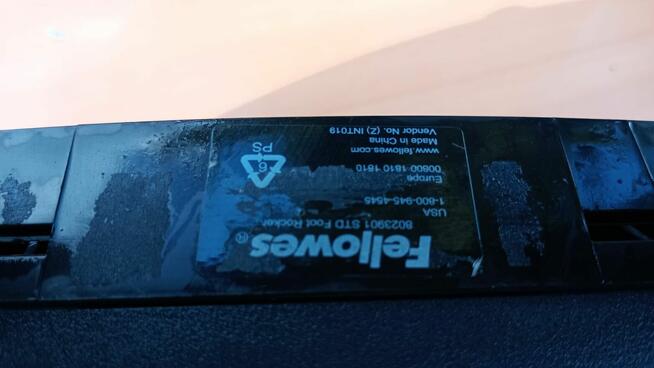 Fellowes®
8023901 STD Foot Rocker
USA
1-800-945-4545
Europe
00800 1810 1810
www.fellowes.com
Made in China
Vendor No. (Z) INT019
6
PS